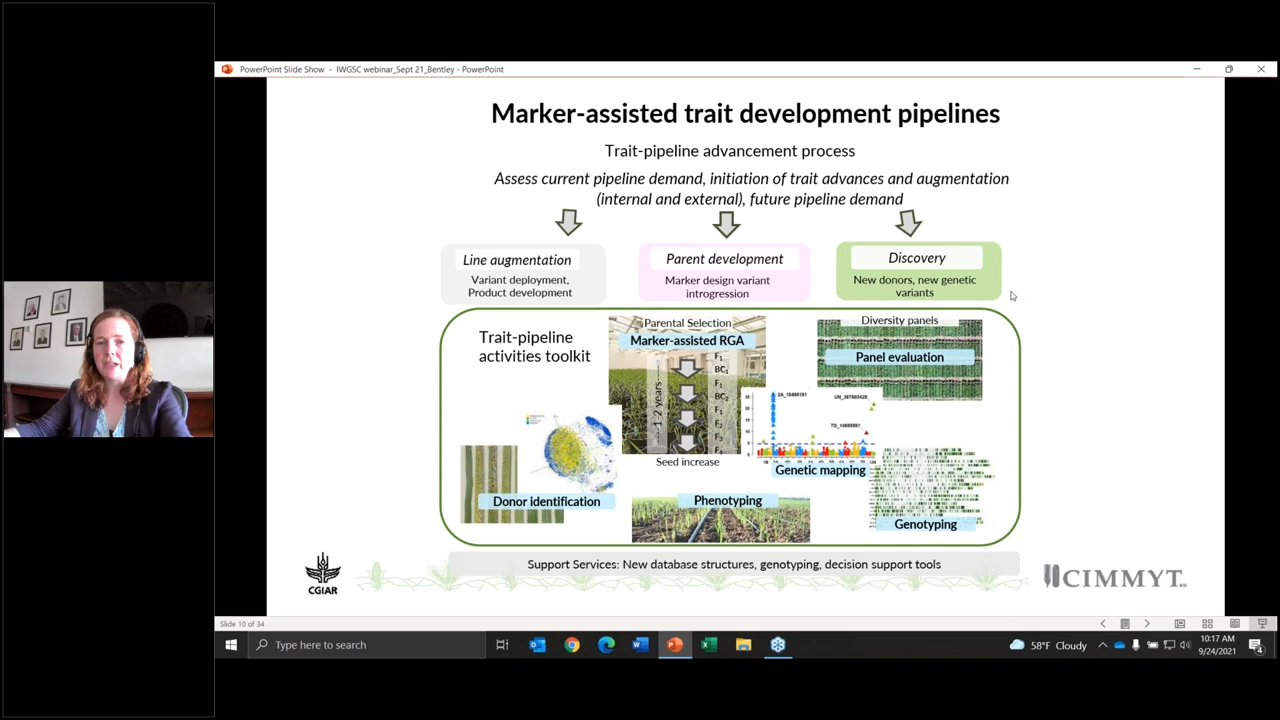 PowerPoint Slide Show - IWGSC webinar_Sept 21_Bentley - PowerPoint
Marker-assisted trait development pipelines
Trait-pipeline advancement process
Assess current pipeline demand, initiation of trait advances and augmentation
(internal and external), future pipeline demand
Line augmentation
Variant deployment,
Product development
Parent development
Marker design variant
introgression
Discovery
New donors, new genetic
variants
Trait-pipeline
activities toolkit
Parental Selection
Marker-assisted RGA
F1
BC1
F1
BC2
F1
F2
F3
1-2 years
Seed increase
Diversity panels
Panel evaluation
Genetic mapping
Donor identification
Phenotyping
Genotyping
Support Services: New database structures, genotyping, decision support tools
CGIAR
CIMMYT
Slide 10 of 34
Type here to search
58°F Cloudy
10:17 AM
9/24/2021
4